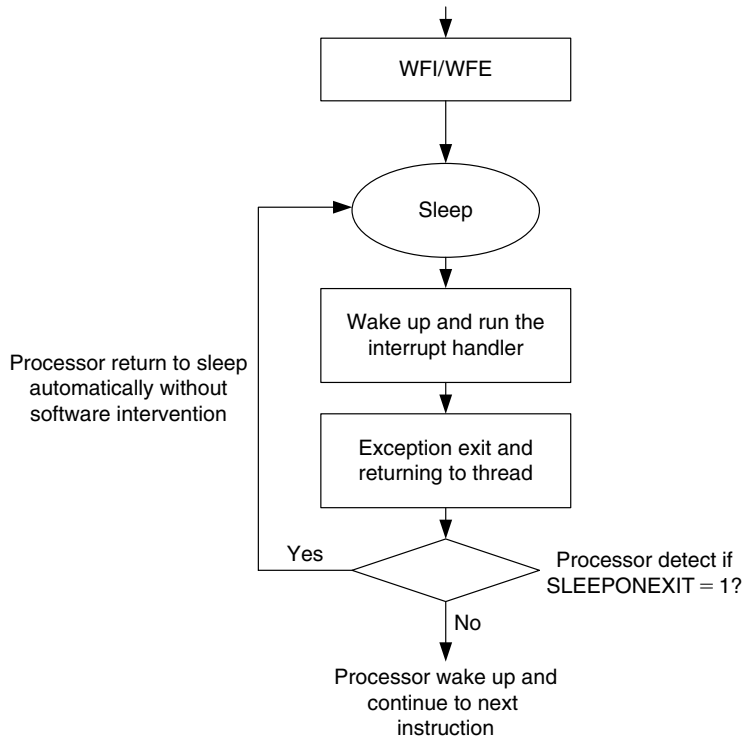 WFI/WFE
Sleep
Wake up and run the
interrupt handler
Processor return to sleep
automatically without
software intervention
Exception exit and
returning to thread
Yes
Processor detect if
SLEEPONEXIT = 1?
No
Processor wake up and
continue to next
instruction